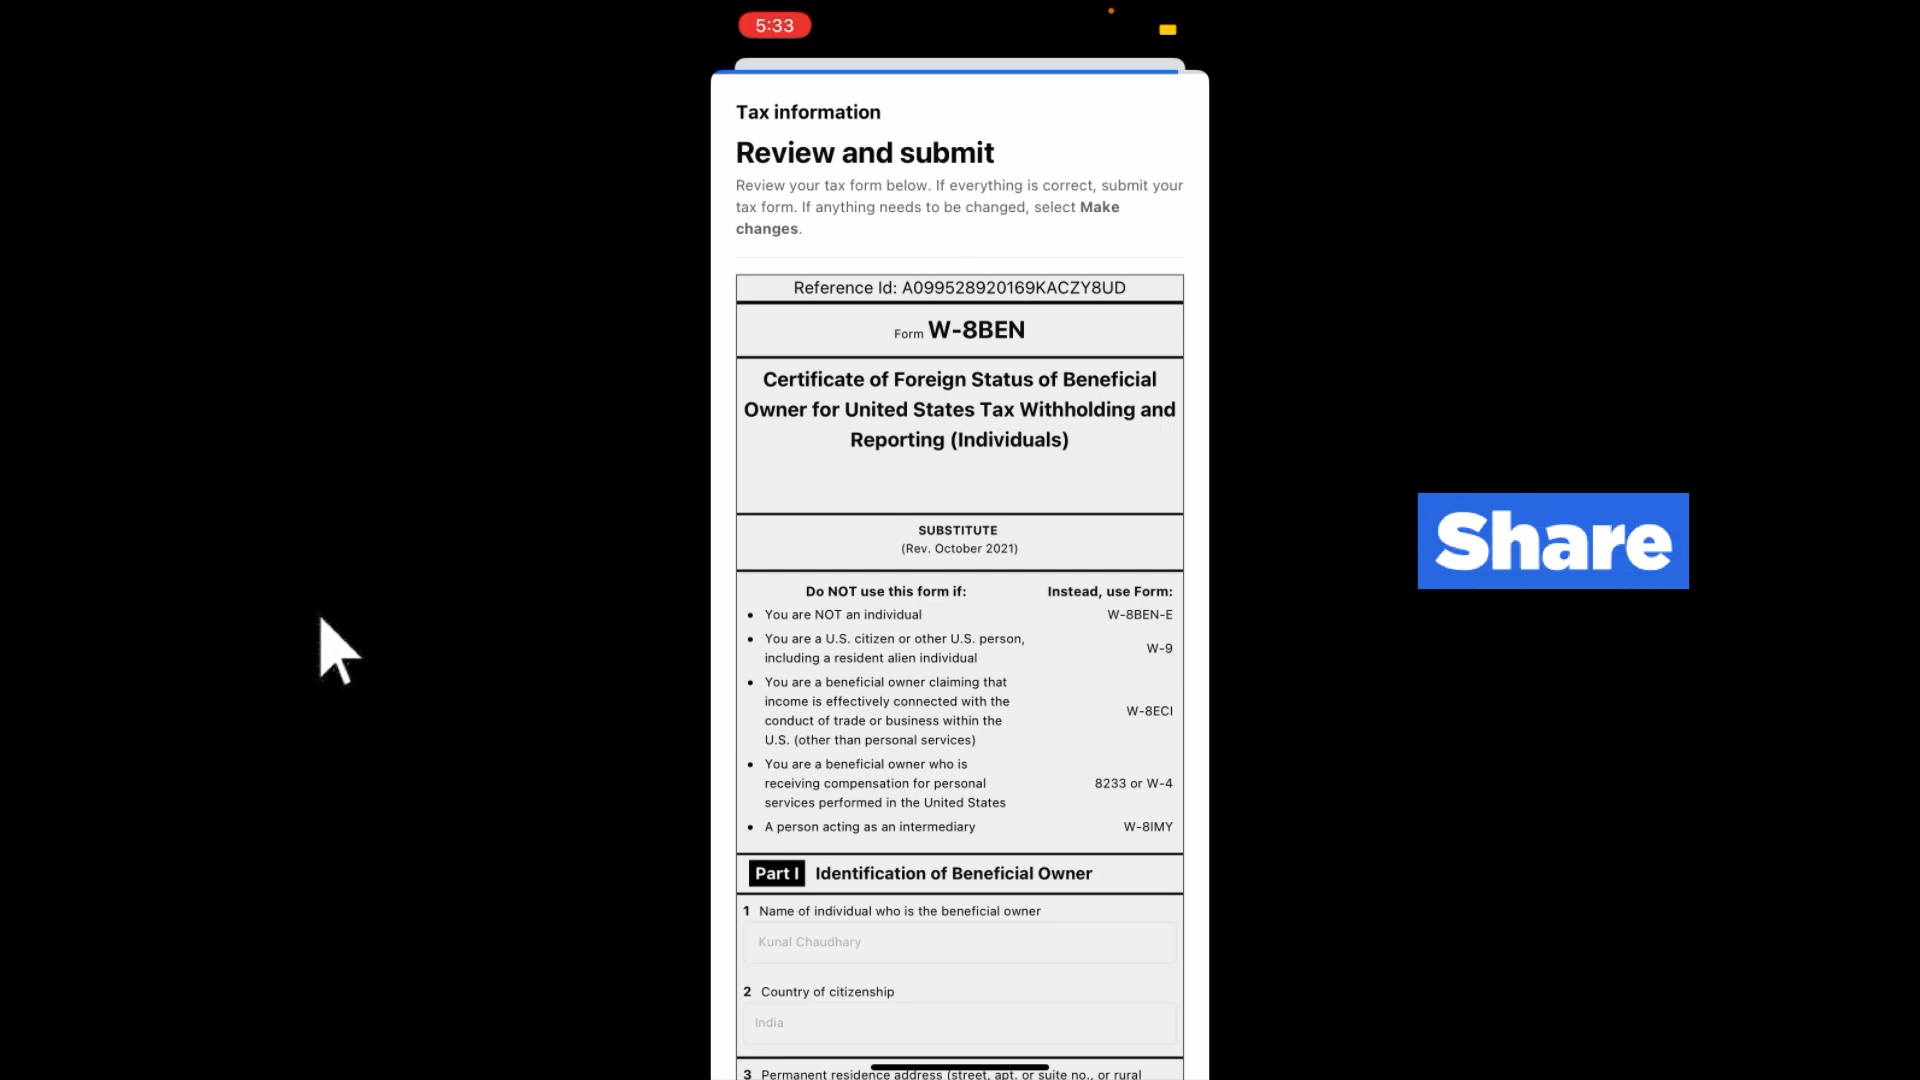 5:33
Tax information
Review and submit
Review your tax form below. If everything is correct, submit your
tax form. If anything needs to be changed, select Make
changes.
Reference Id: A099528920169KACZY8UD
Form W-8BEN
Certificate of Foreign Status of Beneficial
Owner for United States Tax Withholding and
Reporting (Individuals)
SUBSTITUTE
(Rev. October 2021)
Do NOT use this form if: Instead, use Form:
• You are NOT an individual W-8BEN-E
• You are a U.S. citizen or other U.S. person,
including a resident alien individual W-9
• You are a beneficial owner claiming that
income is effectively connected with the
conduct of trade or business within the W-8ECI
U.S. (other than personal services)
• You are a beneficial owner who is
receiving compensation for personal 8233 or W-4
services performed in the United States
• A person acting as an intermediary W-8IMY
Part I Identification of Beneficial Owner
1 Name of individual who is the beneficial owner
Kunal Chaudhary
2 Country of citizenship
India
3 Permanent residence address (street, apt. or suite no., or rural
Share